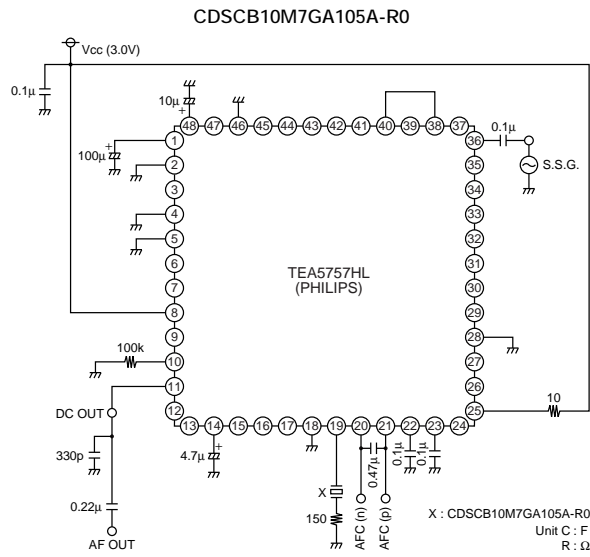 CDSCB10M7GA105A-R0
Vcc (3.0V)
0.1µ
10µ
+
48 47 46 45 44 43 42 41 40 39 38 37
0.1µ
S.S.G.
100µ
+
1
2
3
4
5
6
7
8
9
10
11
12
36
35
34
33
32
31
30
29
28
27
26
25
TEA5757HL
(PHILIPS)
100k
10
DC OUT
13 14 15 16 17 18 19 20 21 22 23 24
330p
4.7µ
+
0.47µ
0.1µ
0.1µ
0.22µ
X
150
AFC (n)
AFC (p)
AF OUT
X : CDSCB10M7GA105A-R0
Unit C : F
R : Ω